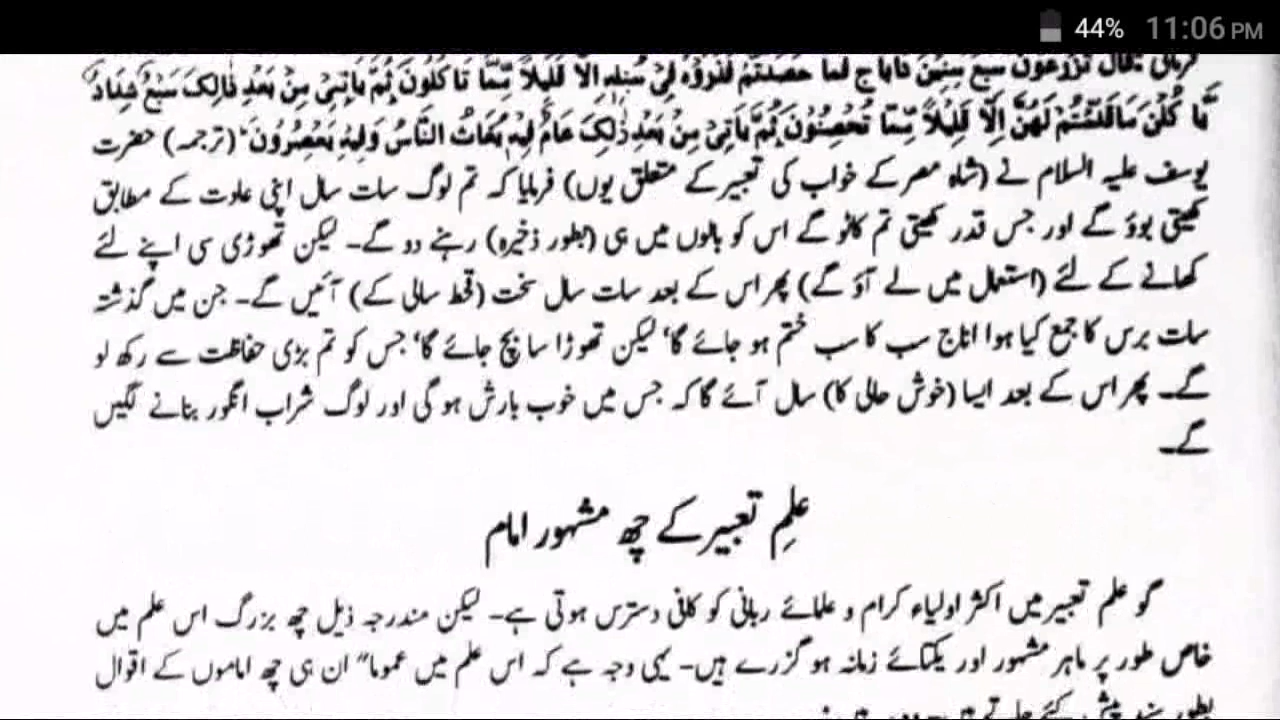 44% 11:06 PM
قَالَ تَزْرَعُونَ سَبْعَ سِنِينَ دَأَبًاج فَمَا حَصَدتُّمْ فَذَرُوْهُ فِيْ سُنْبُلِهٖ اِلَّا قَلِيْلًا مِّمَّا تَأْكُلُوْنَ ثُمَّ يَاتِيْ مِنْ بَعْدِ ذٰلِكَ سَبْعٌ شِدَادٌ
يَّاْكُلْنَ مَا قَدَّمْتُمْ لَهُنَّ اِلَّا قَلِيْلًا مِّمَّا تُحْصِنُوْنَ ثُمَّ يَاْتِيْ مِنْ بَعْدِ ذٰلِكَ عَامٌ فِيْهِ يُغَاثُ النَّاسُ وَفِيْهِ يَعْصِرُوْنَ ۔ (ترجمہ) حضرت
یوسف علیہ السلام نے (شاہ مصر کے خواب کی تعبیر کے متعلق یوں) فرمایا کہ تم لوگ سات سال اپنی عادت کے مطابق
کھیتی بوؤ گے اور جس قدر کھیتی تم کاٹو گے اس کو بالوں میں ہی (بطور ذخیرہ) رہنے دو گے۔ لیکن تھوڑی سی اپنے لئے
کھانے کے لئے (استعمال میں لے آؤ گے) پھر اس کے بعد سات سال سخت (قحط سالی کے) آئیں گے۔ جن میں گذشتہ
سات برس کا جمع کیا ہوا اناج سب کا سب ختم ہو جائے گا' لیکن تھوڑا سا بچ جائے گا' جس کو تم بڑی حفاظت سے رکھ لو
گے۔ پھر اس کے بعد ایسا (خوش حالی کا) سال آئے گا کہ جس میں خوب بارش ہو گی اور لوگ شراب انگور بنانے لگیں
گے۔
علمِ تعبیر کے چھ مشہور امام
گو علم تعبیر میں اکثر اولیاء کرام و علمائے ربانی کو کافی دسترس ہوتی ہے۔ لیکن مندرجہ ذیل چھ بزرگ اس علم میں
خاص طور پر ماہر مشہور اور یکتائے زمانہ ہو گزرے ہیں۔ یہی وجہ ہے کہ اس علم میں عموما" ان ہی چھ اماموں کے اقوال
بطور سند پیش کئے جاتے ہیں